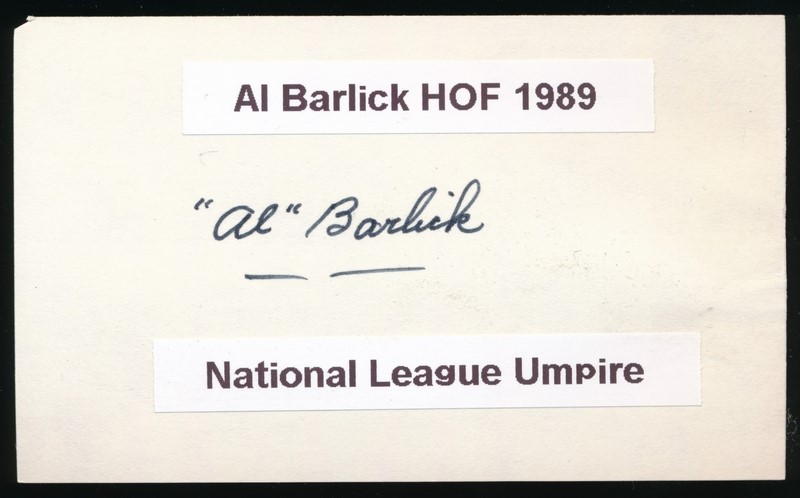 Al Barlick HOF 1989
"Al" Barlick
National League Umpire